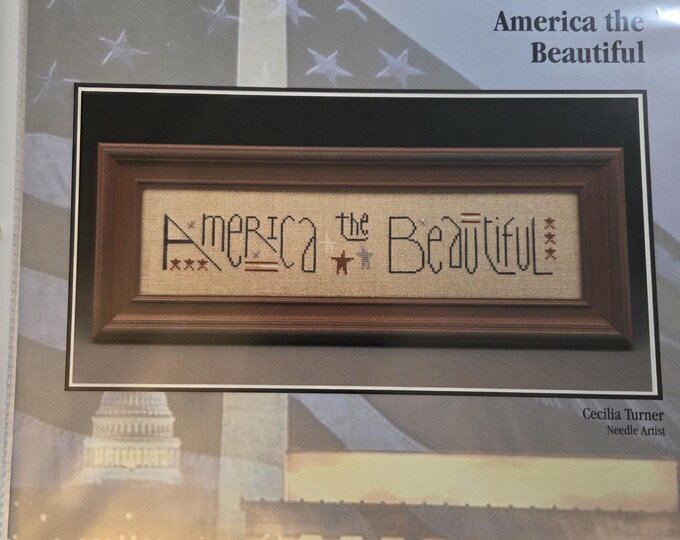 America the
Beautiful
America the Beautiful
Cecilia Turner
Needle Artist